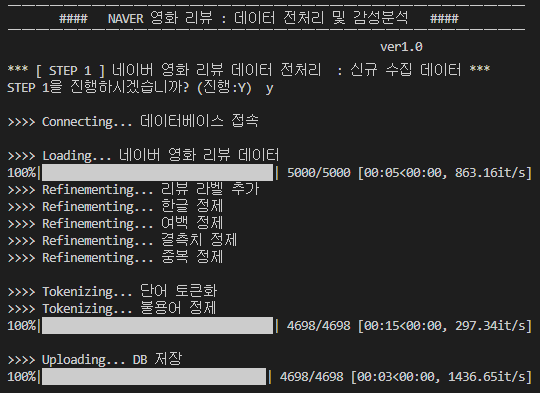 #### NAVER 영화 리뷰 : 데이터 전처리 및 감성분석 ####
ver1.0
*** [ STEP 1 ] 네이버 영화 리뷰 데이터 전처리 : 신규 수집 데이터 ***
STEP 1을 진행하시겠습니까? (진행:Y) y
>>>> Connecting... 데이터베이스 접속
>>>> Loading... 네이버 영화 리뷰 데이터
100%| | 5000/5000 [00:05<00:00, 863.16it/s]
>>>> Refinementing... 리뷰 라벨 추가
>>>> Refinementing... 한글 정제
>>>> Refinementing... 여백 정제
>>>> Refinementing... 결측치 정제
>>>> Refinementing... 중복 정제
>>>> Tokenizing... 단어 토큰화
>>>> Tokenizing... 불용어 정제
100%| | 4698/4698 [00:15<00:00, 297.34it/s]
>>>> Uploading... DB 저장
100%| | 4698/4698 [00:03<00:00, 1436.65it/s]